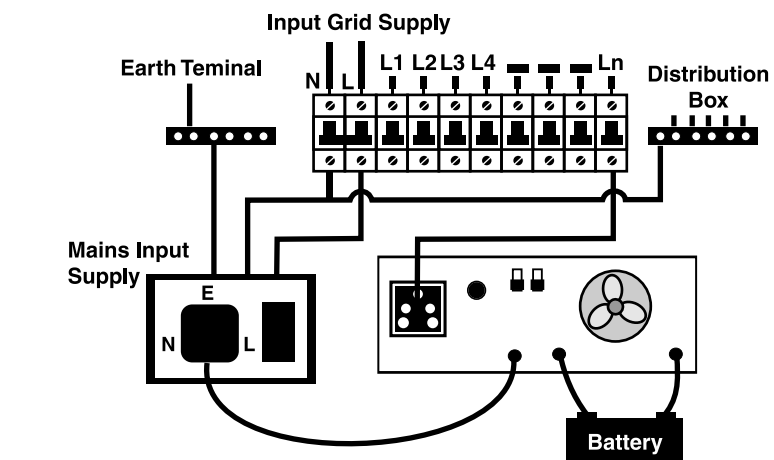 Input Grid Supply
Earth Teminal
N L L1 L2 L3 L4 Ln
Distribution
Box
Mains Input
Supply
E
N L
Battery